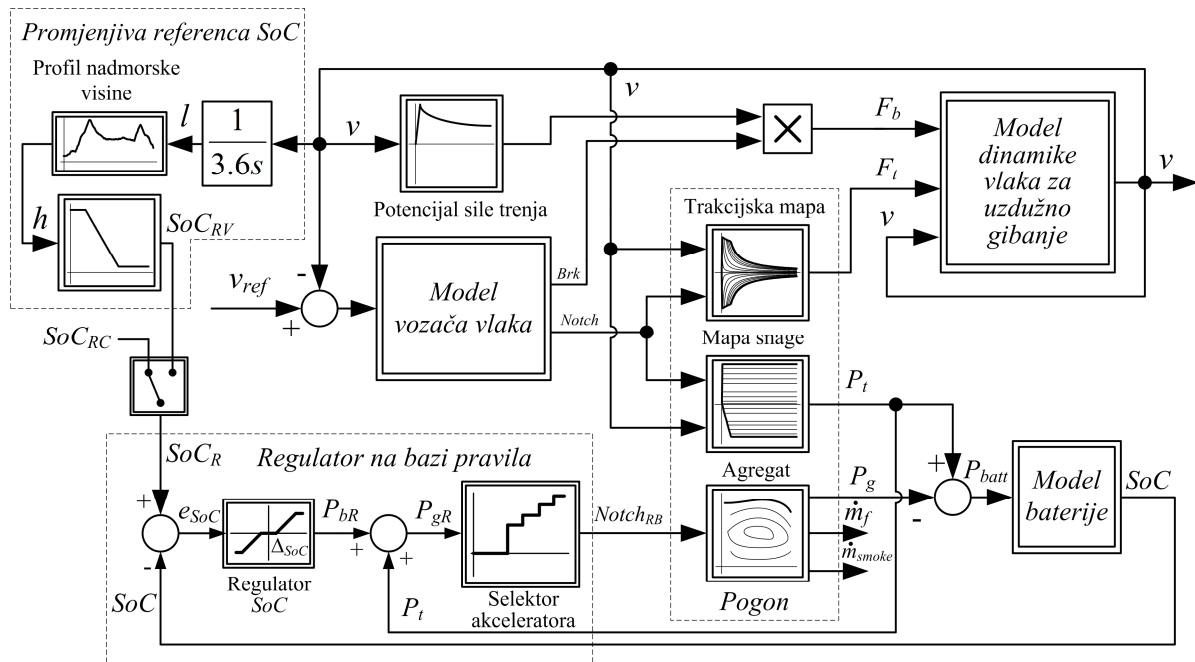 Promjenjiva referenca SoC
Profil nadmorske
visine
l
1
3.6s
v
v
F_b
Model
dinamike
vlaka za
uzdužno
gibanje
v
F_t
v
Potencijal sile trenja
Trakcijska mapa
h
SoC_RV
-
v_ref
+
Model
vozača vlaka
Brk
Notch
Mapa snage
SoC_RC
P_t
SoC_R
Regulator na bazi pravila
Agregat
+
P_batt
Model
baterije
SoC
P_g
-
ṁ_f
ṁ_smoke
+
e_SoC
-
Δ_SoC
P_bR
+
+
P_gR
Notch_RB
Regulator
SoC
SoC
P_t
Selektor
akceleratora
Pogon